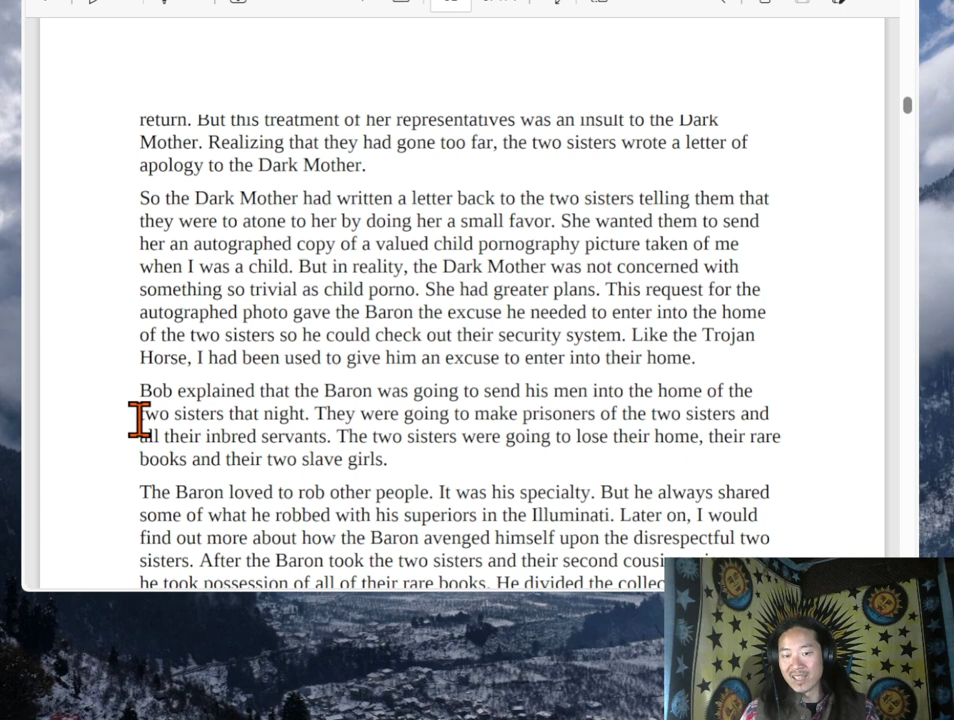 return. But this treatment of her representatives was an insult to the Dark
Mother. Realizing that they had gone too far, the two sisters wrote a letter of
apology to the Dark Mother.
So the Dark Mother had written a letter back to the two sisters telling them that
they were to atone to her by doing her a small favor. She wanted them to send
her an autographed copy of a valued child pornography picture taken of me
when I was a child. But in reality, the Dark Mother was not concerned with
something so trivial as child porno. She had greater plans. This request for the
autographed photo gave the Baron the excuse he needed to enter into the home
of the two sisters so he could check out their security system. Like the Trojan
Horse, I had been used to give him an excuse to enter into their home.
Bob explained that the Baron was going to send his men into the home of the
two sisters that night. They were going to make prisoners of the two sisters and
all their inbred servants. The two sisters were going to lose their home, their rare
books and their two slave girls.
The Baron loved to rob other people. It was his specialty. But he always shared
some of what he robbed with his superiors in the Illuminati. Later on, I would
find out more about how the Baron avenged himself upon the disrespectful two
sisters. After the Baron took the two sisters and their second
he took possession of all of their rare books. He divided the